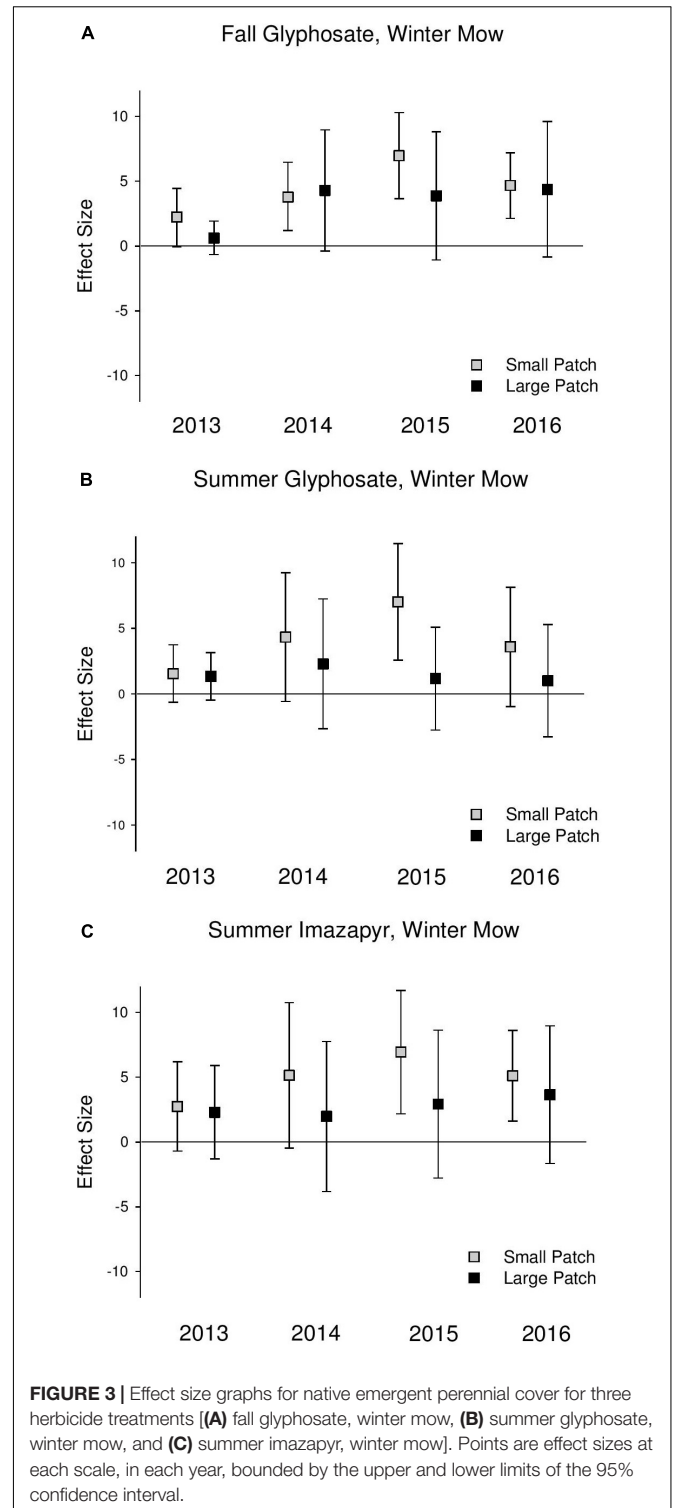 A Fall Glyphosate, Winter Mow
10
5
0
-5
-10
Effect Size
Small Patch
Large Patch
2013 2014 2015 2016
B Summer Glyphosate, Winter Mow
10
5
0
-5
-10
Effect Size
Small Patch
Large Patch
2013 2014 2015 2016
C Summer Imazapyr, Winter Mow
10
5
0
-5
-10
Effect Size
Small Patch
Large Patch
2013 2014 2015 2016
FIGURE 3 | Effect size graphs for native emergent perennial cover for three
herbicide treatments [(A) fall glyphosate, winter mow, (B) summer glyphosate,
winter mow, and (C) summer imazapyr, winter mow]. Points are effect sizes at
each scale, in each year, bounded by the upper and lower limits of the 95%
confidence interval.